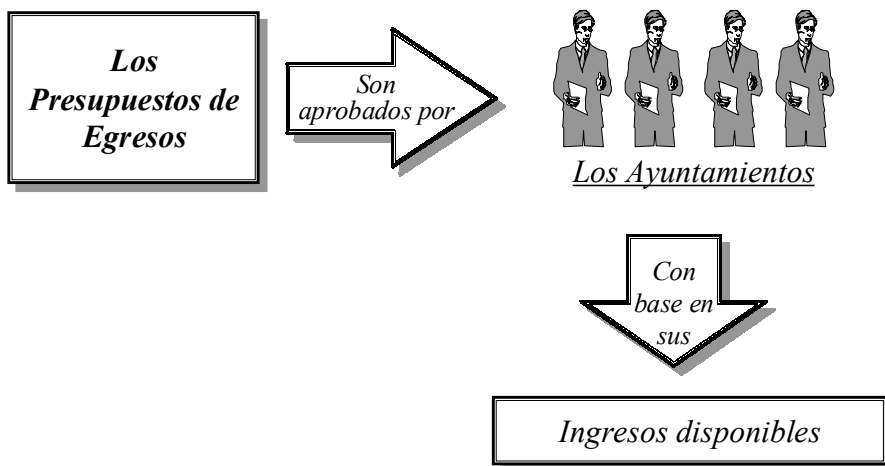 Los
Presupuestos de
Egresos
Son
aprobados por
Los Ayuntamientos
Con
base en
sus
Ingresos disponibles